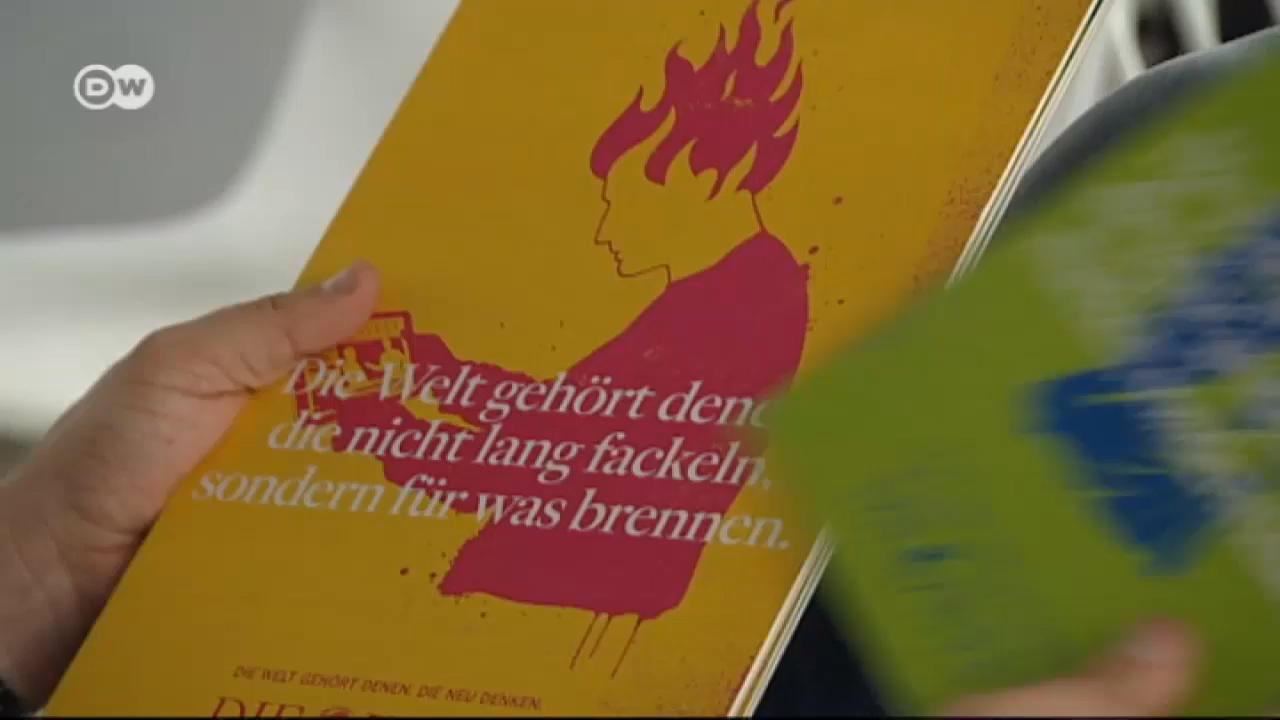 DW
Die Welt gehört dene
die nicht lang fackeln,
sondern für was brennen.
DIE WELT GEHÖRT DENEN, DIE NEU DENKEN.
DIE